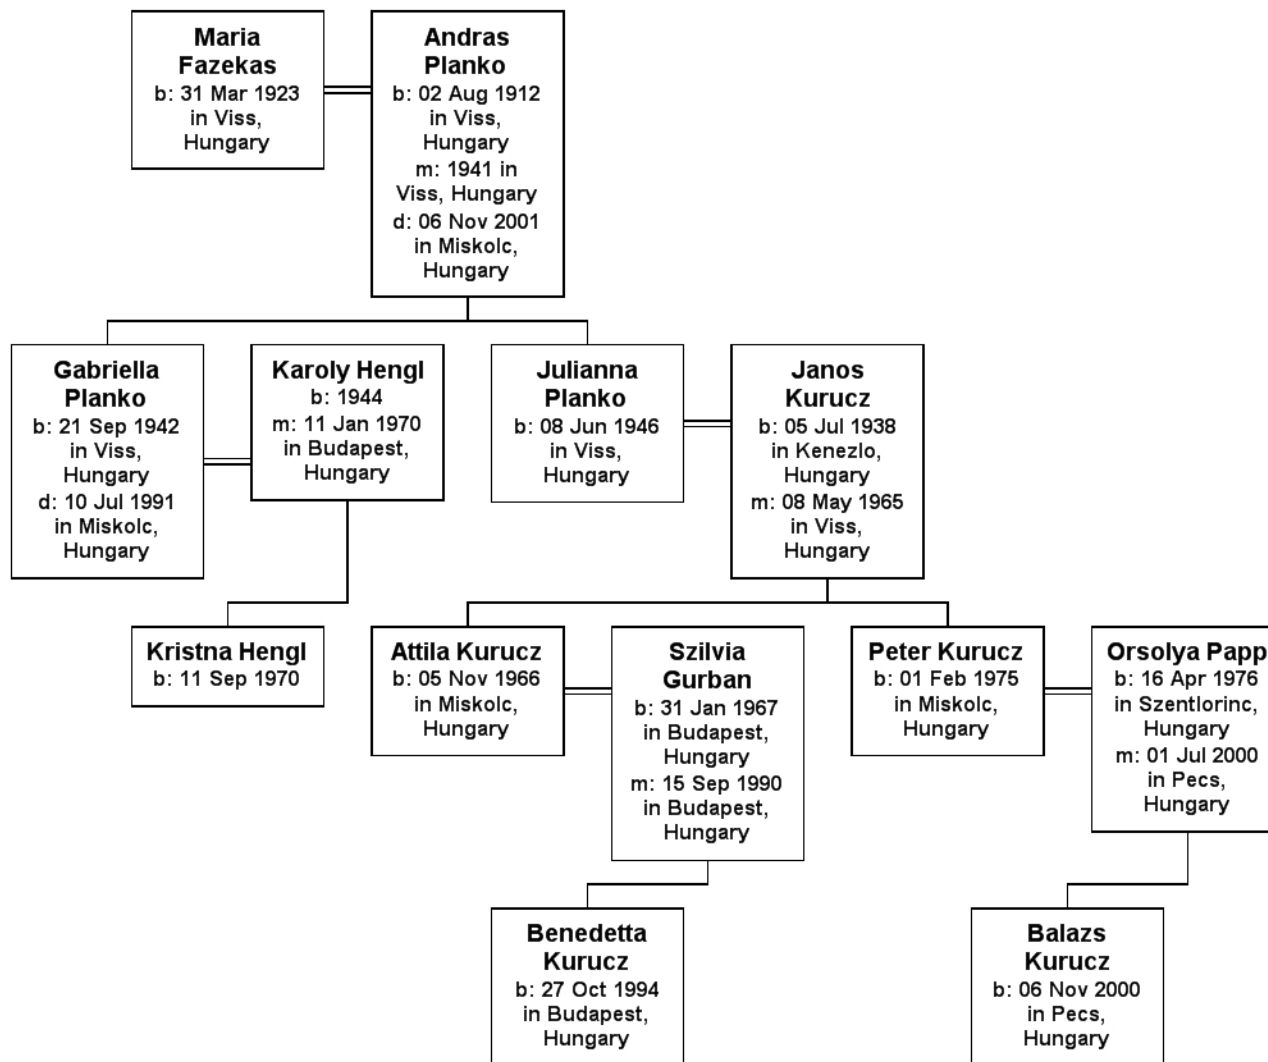 Maria
Fazekas
b: 31 Mar 1923
in Viss,
Hungary
Andras
Planko
b: 02 Aug 1912
in Viss,
Hungary
m: 1941 in
Viss, Hungary
d: 06 Nov 2001
in Miskolc,
Hungary
Gabriella
Planko
b: 21 Sep 1942
in Viss,
Hungary
d: 10 Jul 1991
in Miskolc,
Hungary
Karoly Hengl
b: 1944
m: 11 Jan 1970
in Budapest,
Hungary
Julianna
Planko
b: 08 Jun 1946
in Viss,
Hungary
Janos
Kurucz
b: 05 Jul 1938
in Kenezlo,
Hungary
m: 08 May 1965
in Viss,
Hungary
Kristna Hengl
b: 11 Sep 1970
Attila Kurucz
b: 05 Nov 1966
in Miskolc,
Hungary
Szilvia
Gurban
b: 31 Jan 1967
in Budapest,
Hungary
m: 15 Sep 1990
in Budapest,
Hungary
Peter Kurucz
b: 01 Feb 1975
in Miskolc,
Hungary
Orsolya Papp
b: 16 Apr 1976
in Szentlorinc,
Hungary
m: 01 Jul 2000
in Pecs,
Hungary
Benedetta
Kurucz
b: 27 Oct 1994
in Budapest,
Hungary
Balazs
Kurucz
b: 06 Nov 2000
in Pecs,
Hungary